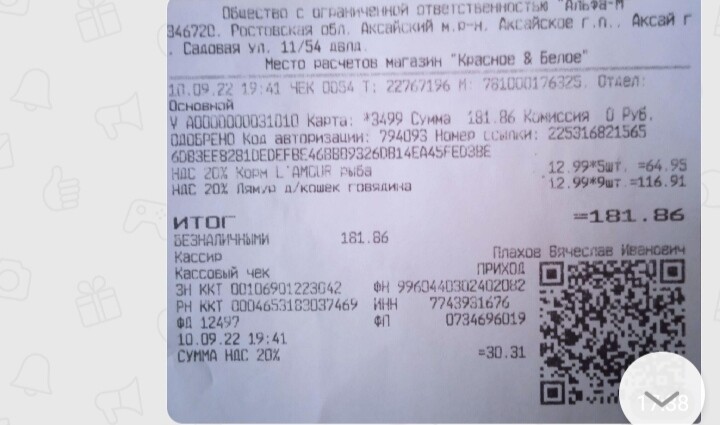 Общество с ограниченной ответственностью "Альфа-М
346720. Ростовская обл. Аксайский м.р-н. Аксайское г.п.. Аксай г
. Садовая ул. 11/54 двлд.
Место расчетов магазин "Красное & Белое"
10.09.22 19:41 ЧЕК 0054 Т: 22767196 М: 781000176325. Отдел:
Основной
V A0000000031010 Карта: *3499 Сумма 181.86 Комиссия 0 Руб.
ОДОБРЕНО Код авторизации: 794093 Номер ссылки: 225316821565
6DB3EEF82B1DEDEFBE46BBD9326DB14EA45FED3BE
НДС 20% Корм L'AMOUR рыба 12.99*5шт. =64.95
НДС 20% Лям/р д/кошек говядина 12.99*9шт.=116.91
ИТОГ =181.86
БЕЗНАЛИЧНЫМИ 181.86
Кассир Плахов Вячеслав Иванович
Кассовый чек ПРИХОД
ЗН ККТ 00106901223042 ФН 9960440302402082
РН ККТ 0004653183037469 ИНН 7743931676
ФД 12497 ФП 0734696019
10.09.22 19:41
СУММА НДС 20% =30.31